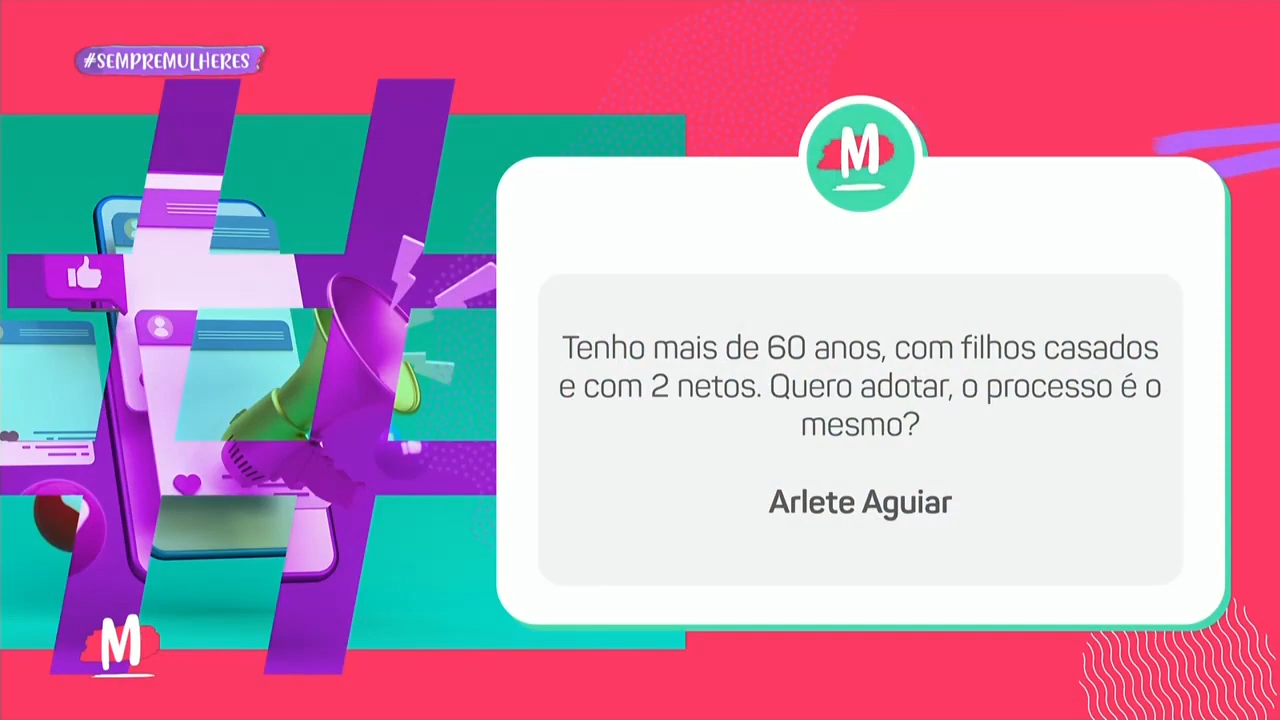 #SEMPREMULHERES
M
Tenho mais de 60 anos, com filhos casados
e com 2 netos. Quero adotar, o processo é o
mesmo?
Arlete Aguiar
M